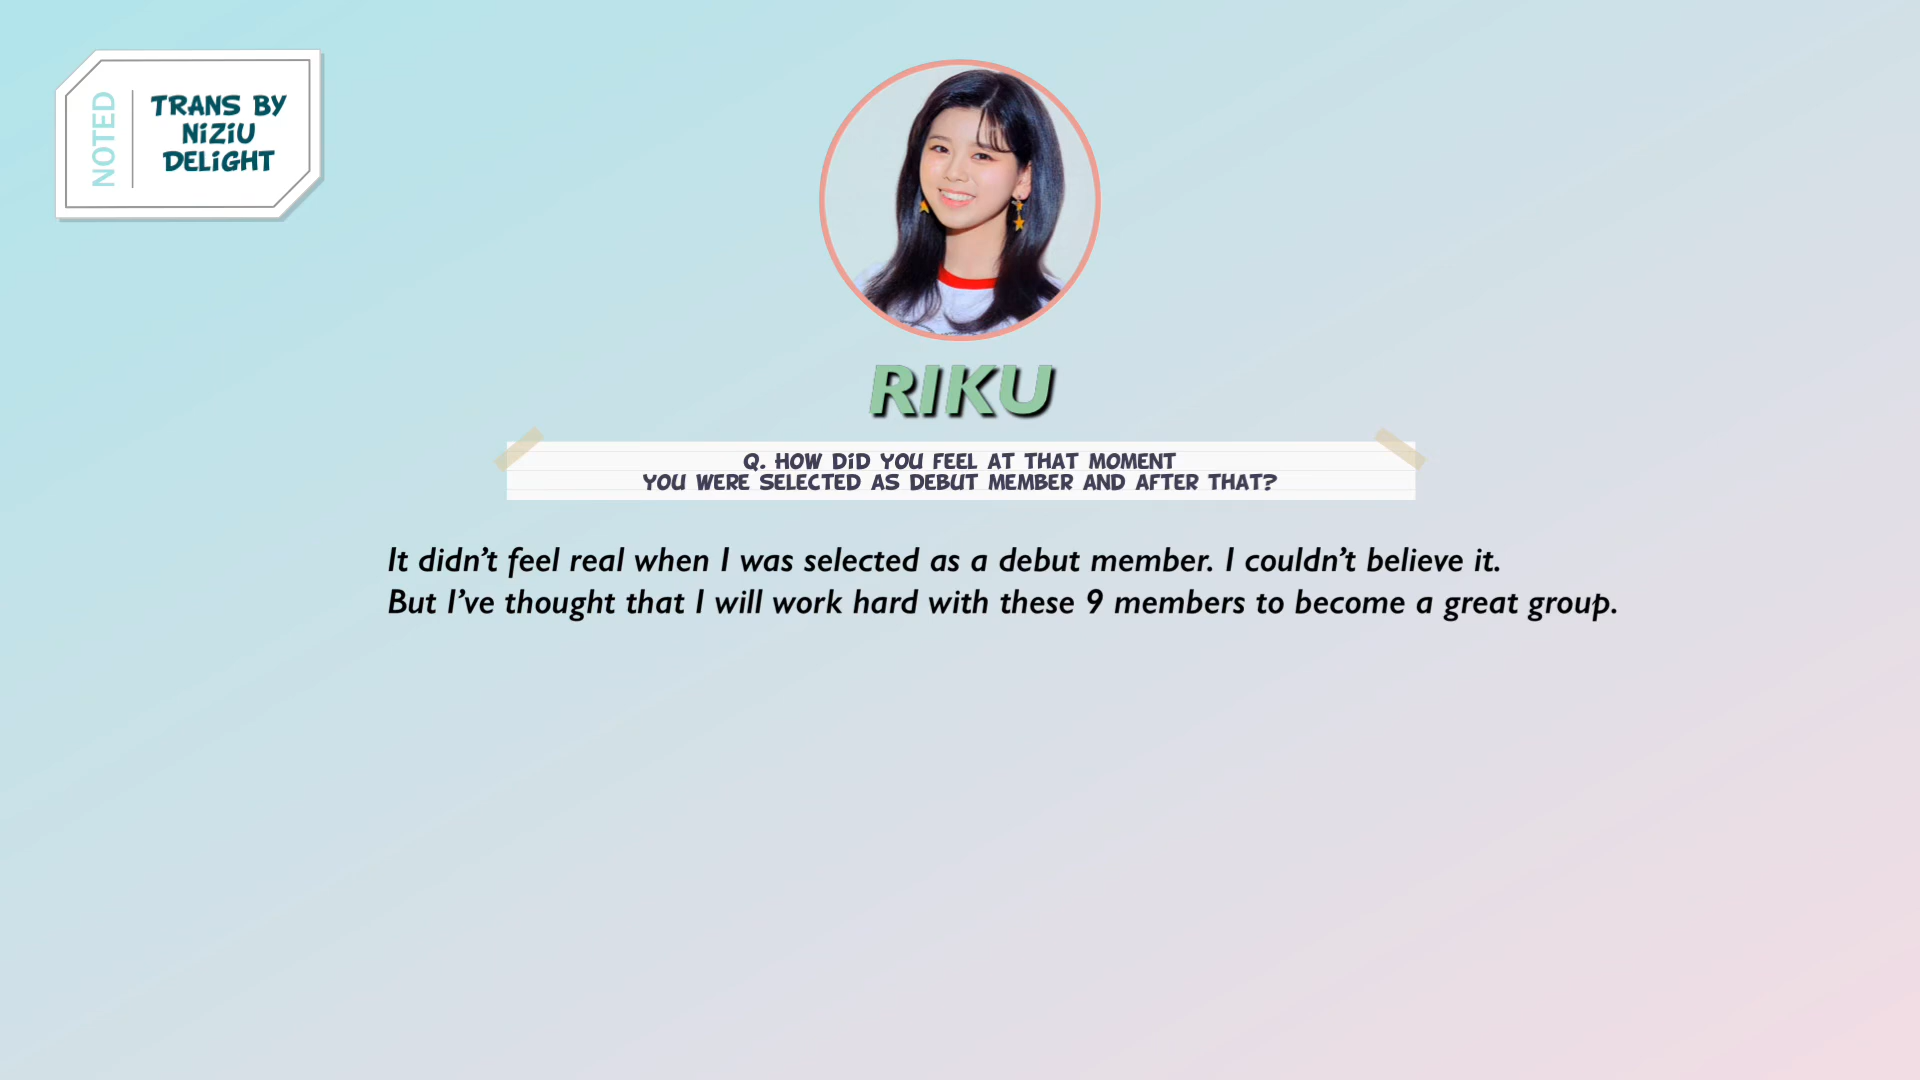 NOTED
TRANS BY
NiZiU
DELiGHT
RIKU
Q. HOW DiD YOU FEEL AT THAT MOMENT
YOU WERE SELECTED AS DEBUT MEMBER AND AFTER THAT?
It didn’t feel real when I was selected as a debut member. I couldn’t believe it.
But I’ve thought that I will work hard with these 9 members to become a great group.